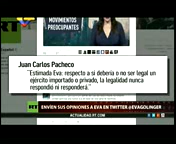 MOVIMIENTOS
PREOCUPANTES
Juan Carlos Pacheco
"Estimada Eva: respecto a si debería o no ser legal un
ejército importado o privado, la legalidad nunca
respondió ni responderá."
RT
ENVÍEN SUS OPINIONES A EVA EN TWITTER @EVAGOLINGER
ACTUALIDAD.RT.COM